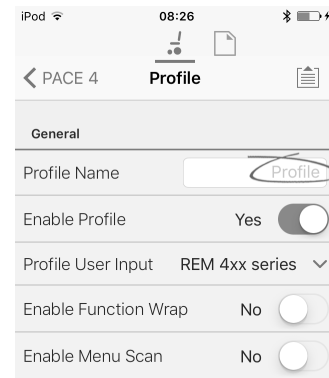 iPod 08:26
PACE 4 Profile
General
Profile Name Profile
Enable Profile Yes
Profile User Input REM 4xx series
Enable Function Wrap No
Enable Menu Scan No